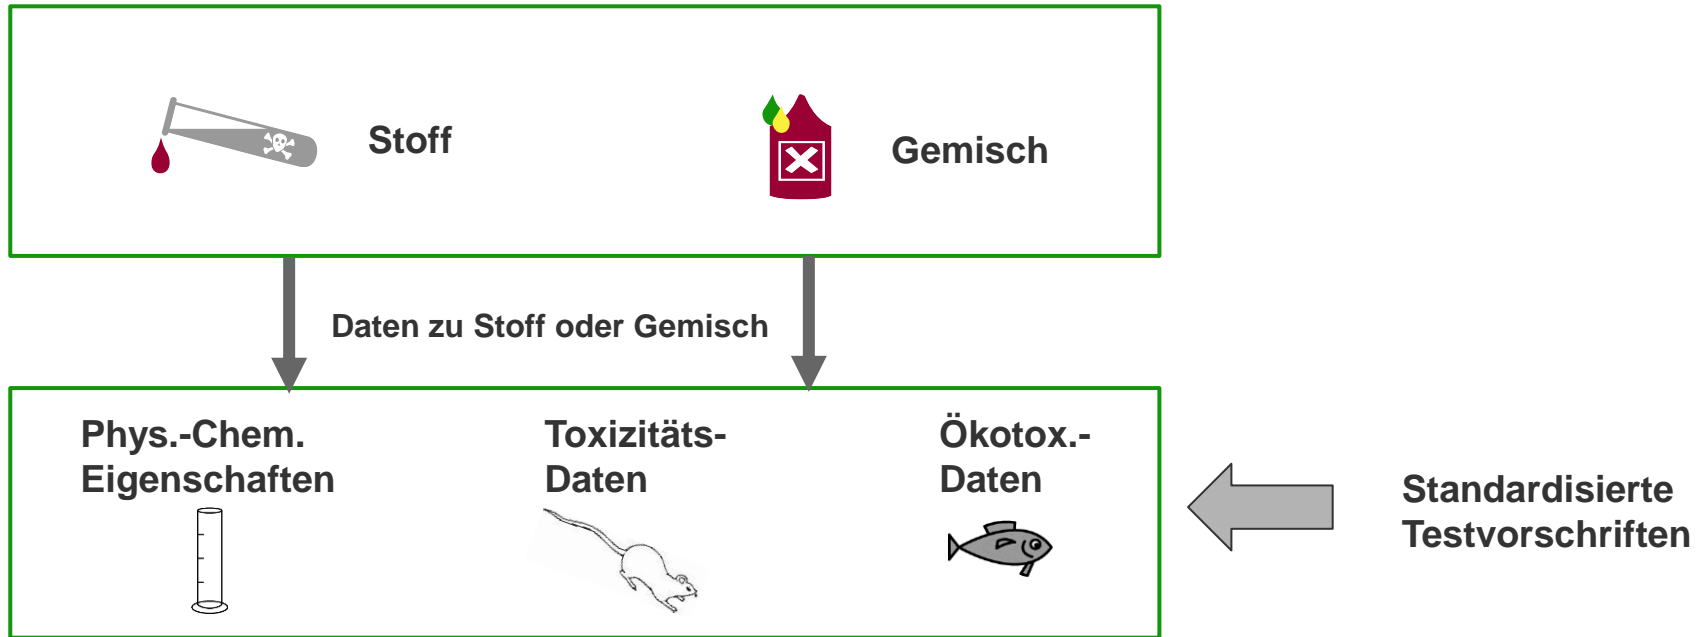 Stoff
Gemisch
Daten zu Stoff oder Gemisch
Phys.-Chem.
Eigenschaften
Toxizitäts-
Daten
Ökotox.-
Daten
Standardisierte
Testvorschriften